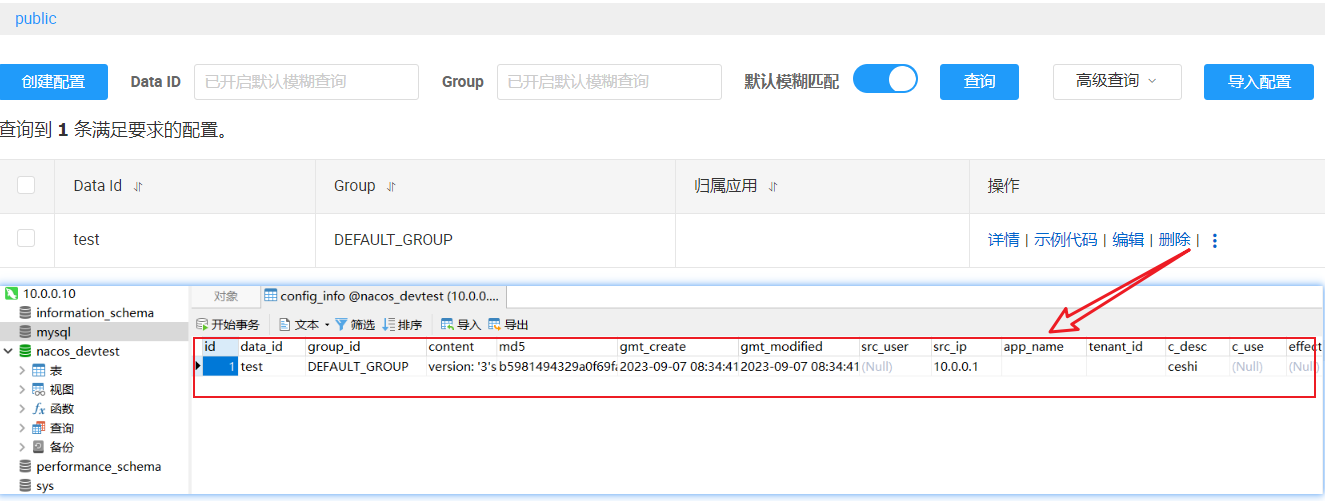 public
创建配置 Data ID 已开启默认模糊查询 Group 已开启默认模糊查询 默认模糊匹配 查询 高级查询 导入配置
查询到 1 条满足要求的配置。
Data Id Group 归属应用 操作
test DEFAULT_GROUP 详情 | 示例代码 | 编辑 | 删除 |
10.0.0.10 对象 config_info @nacos_devtest (10.0.0....
information_schema
mysql 开始事务 文本 筛选 排序 导入 导出
nacos_devtest id data_id group_id content md5 gmt_create gmt_modified src_user src_ip app_name tenant_id c_desc c_use effect
表 1 test DEFAULT_GROUP version: '3's b5981494329a0f69fa 2023-09-07 08:34:41 2023-09-07 08:34:41 (Null) 10.0.0.1 ceshi (Null) (Null)
视图
函数
查询
备份
performance_schema
sys